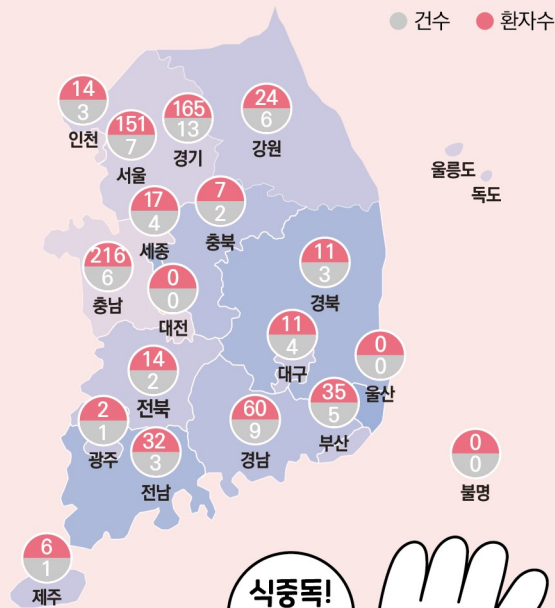 건수 환자수
14
3
인천
151
7
서울
165
13
경기
24
6
강원
울릉도
독도
17
4
세종
7
2
충북
216
6
충남
0
0
대전
11
3
경북
11
4
대구
0
0
울산
14
2
전북
2
1
광주
32
3
전남
60
9
경남
35
5
부산
0
0
불명
6
1
제주
식중독!